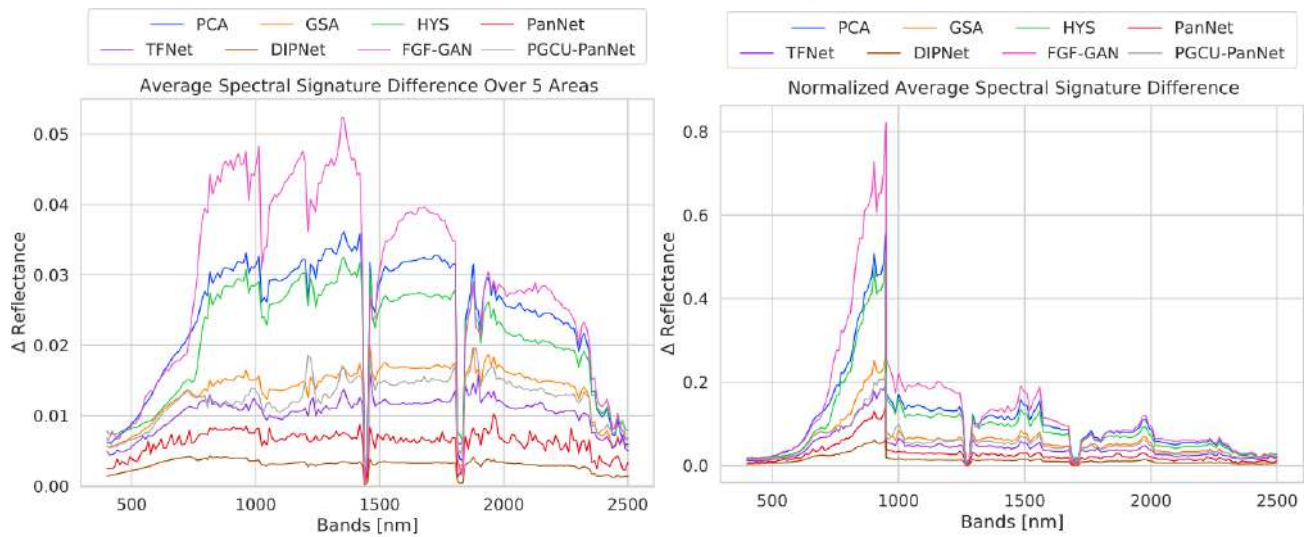 PCA GSA HYS PanNet
TFNet DIPNet FGF-GAN PGCU-PanNet
Average Spectral Signature Difference Over 5 Areas
0.05
0.04
0.03
0.02
0.01
0.00
Δ Reflectance
500 1000 1500 2000 2500
Bands [nm]
PCA GSA HYS PanNet
TFNet DIPNet FGF-GAN PGCU-PanNet
Normalized Average Spectral Signature Difference
0.8
0.6
0.4
0.2
0.0
Δ Reflectance
500 1000 1500 2000 2500
Bands [nm]